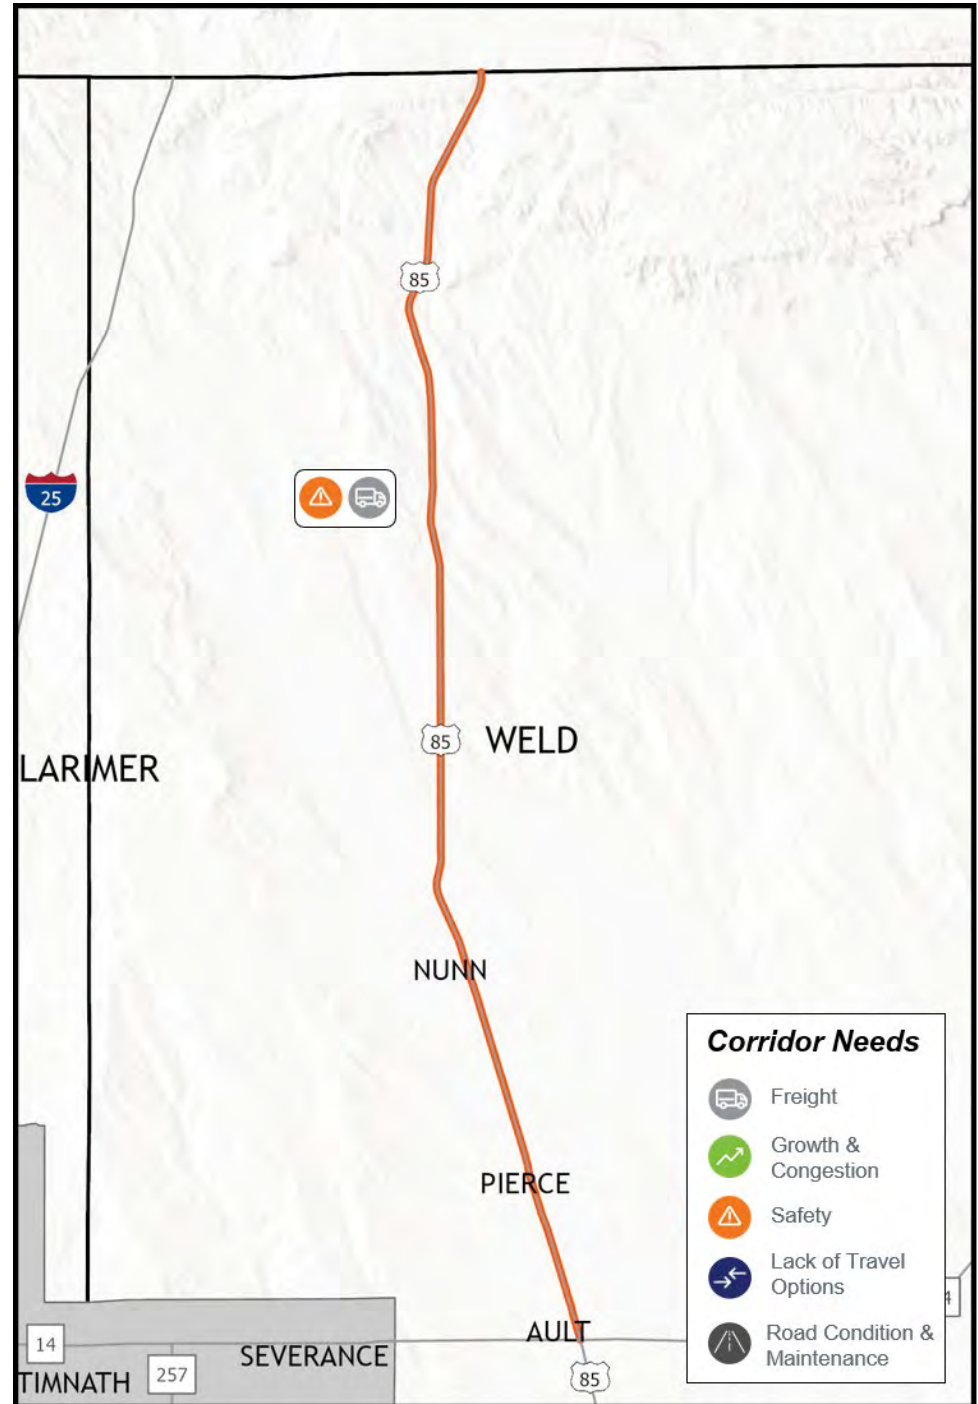 85
25
85
WELD
LARIMER
NUNN
Corridor Needs
Freight
Growth &
Congestion
PIERCE
Safety
Lack of Travel
Options
4
AULT
Road Condition &
Maintenance
14
SEVERANCE
TIMNATH
257
85